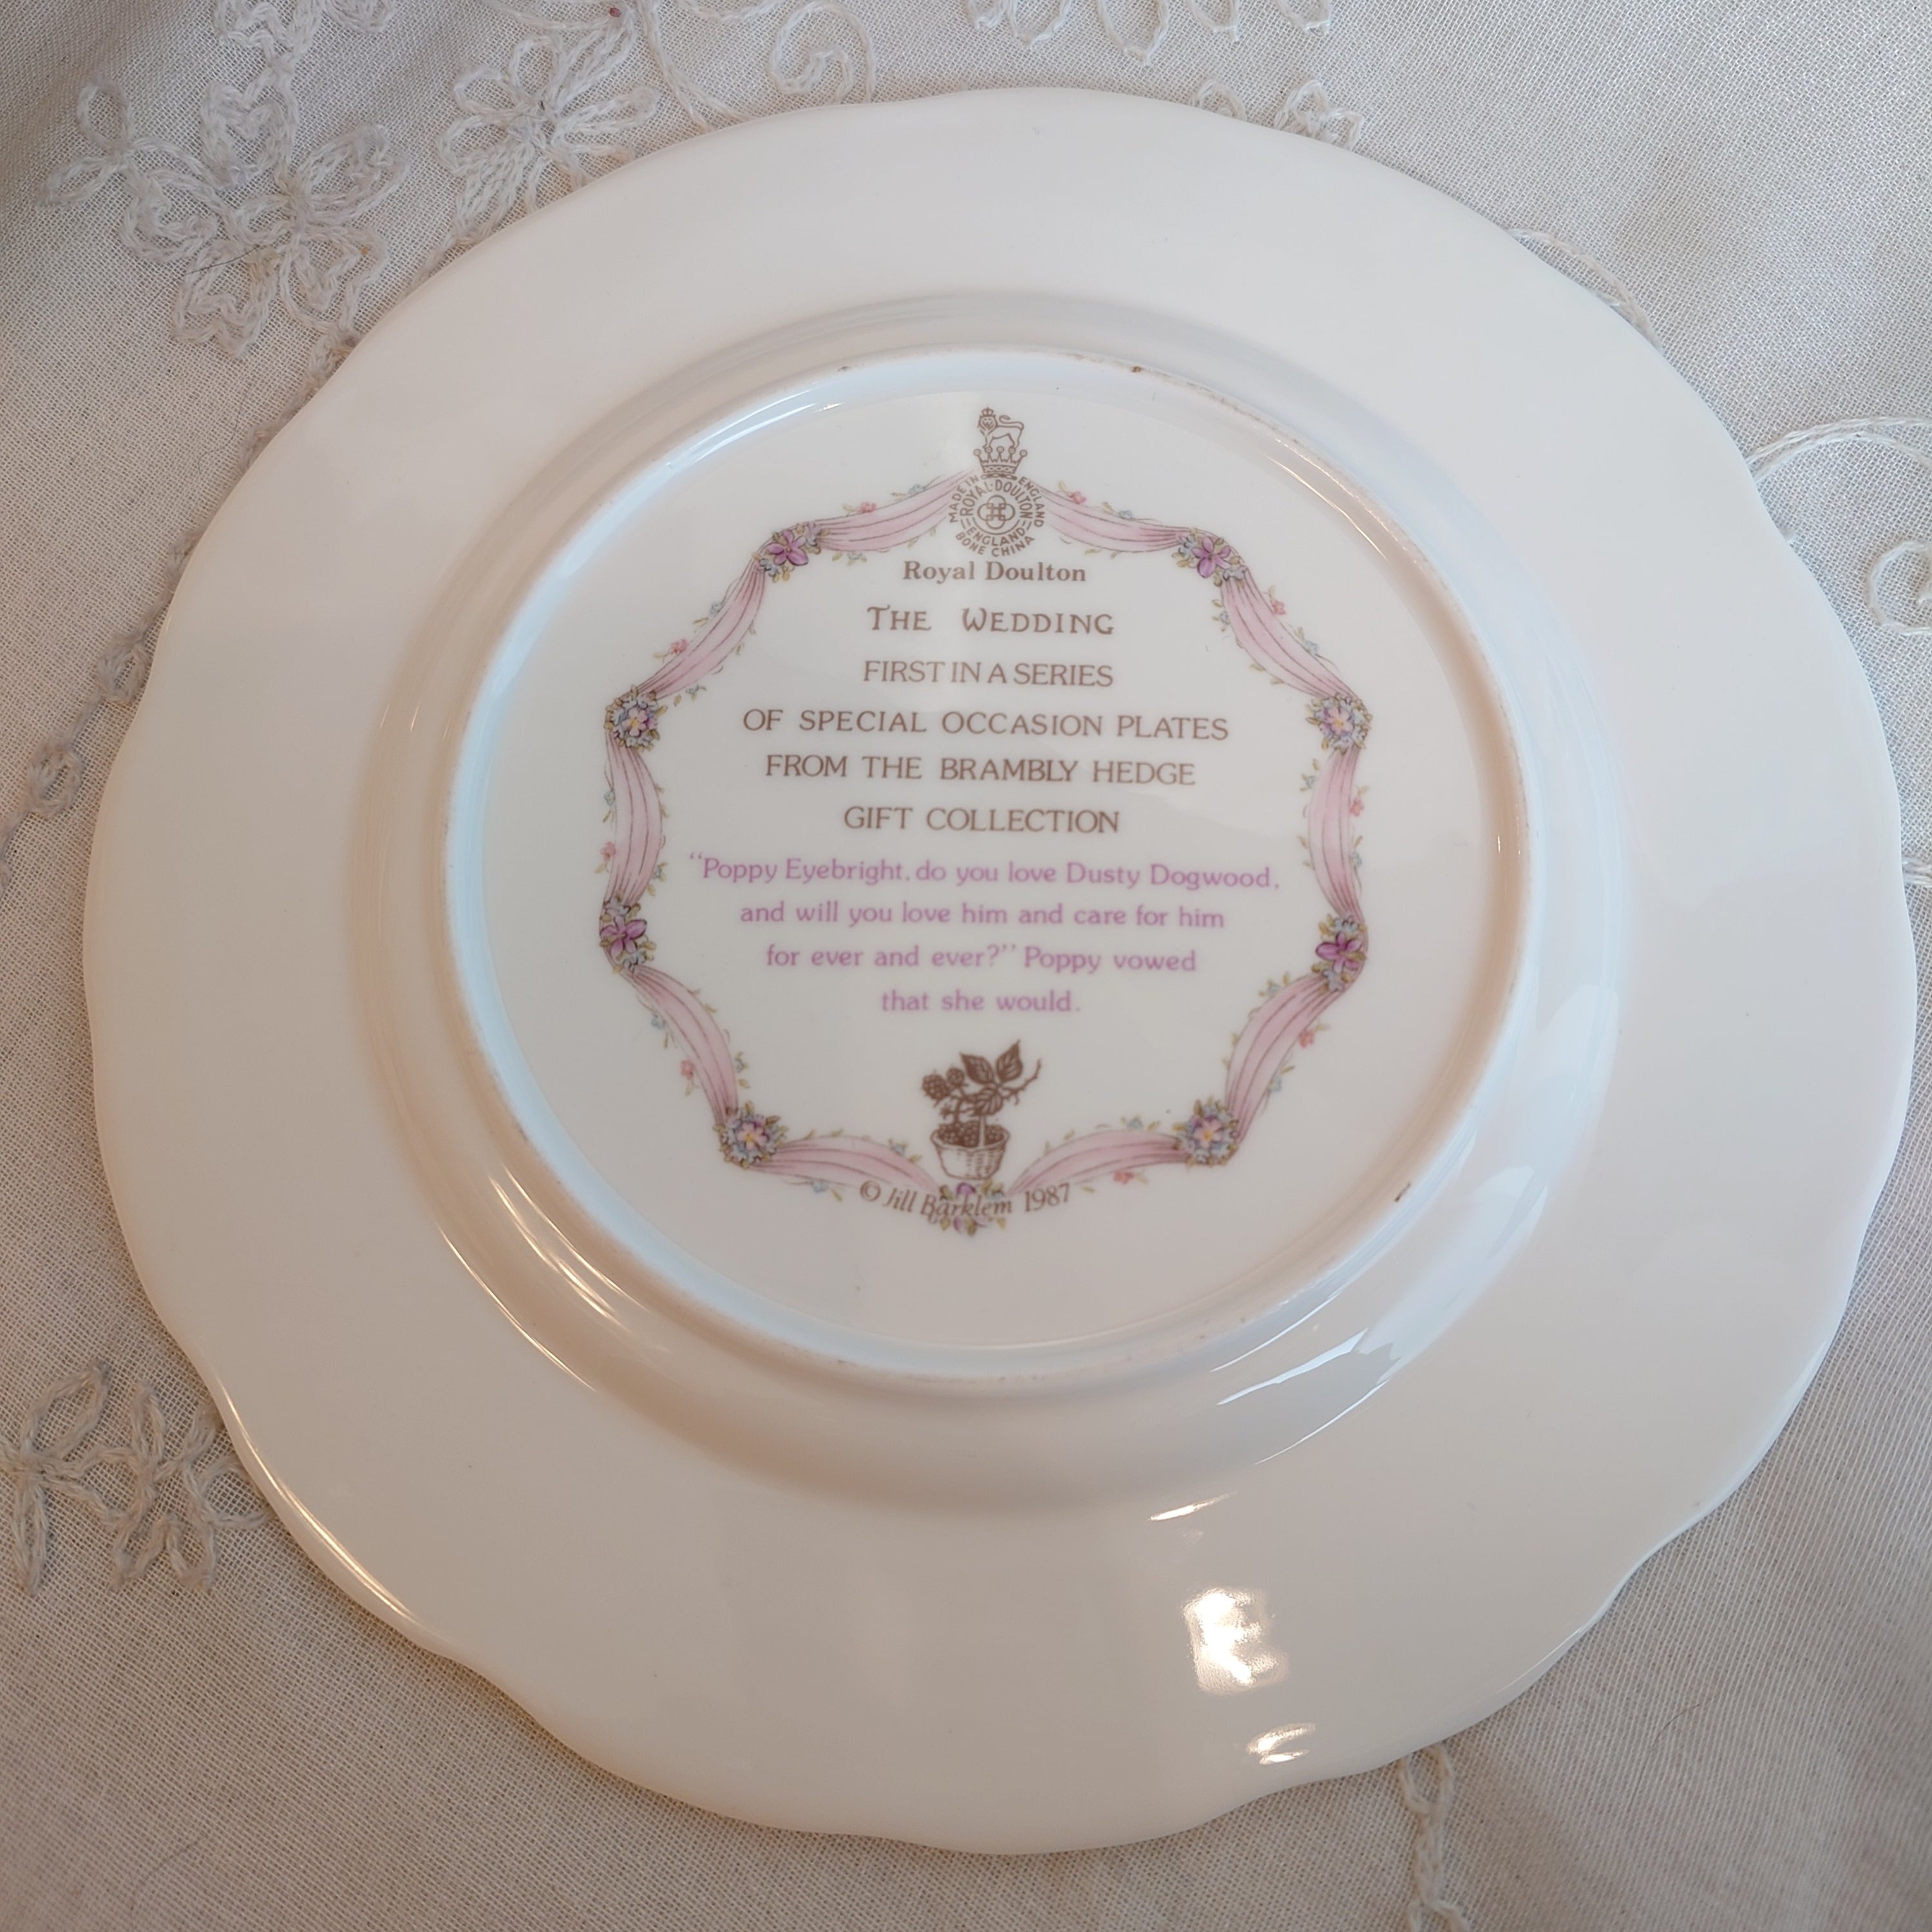 MADE IN ENGLAND
ROYAL·DOULTON
ENGLAND
BONE CHINA
Royal Doulton
THE WEDDING
FIRST IN A SERIES
OF SPECIAL OCCASION PLATES
FROM THE BRAMBLY HEDGE
GIFT COLLECTION
“Poppy Eyebright, do you love Dusty Dogwood,
and will you love him and care for him
for ever and ever?” Poppy vowed
that she would.
© Jill Barklem 1987